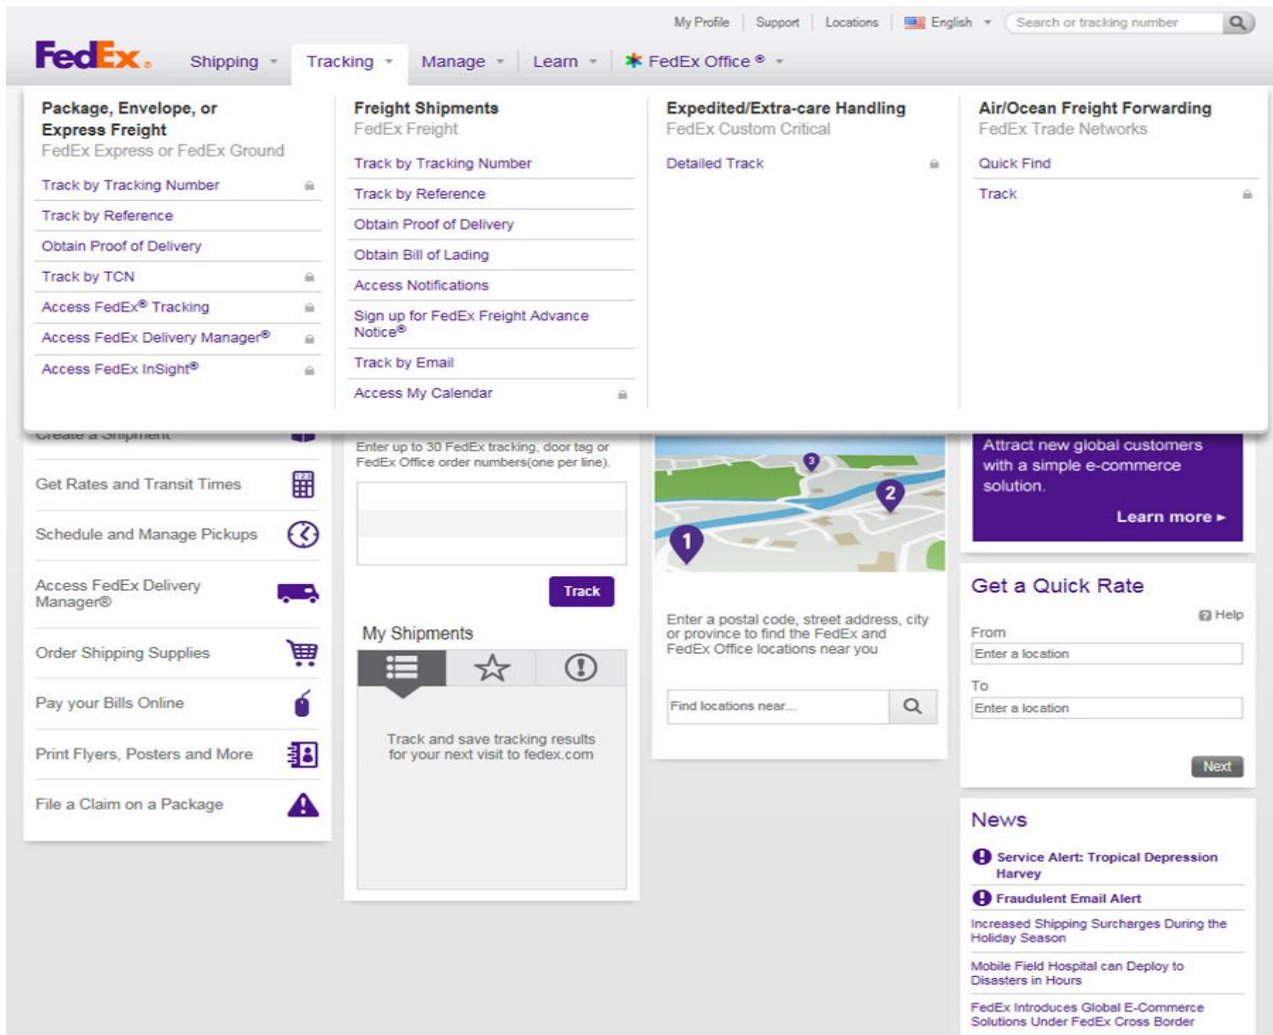 My Profile
Support
Locations
English
Search or tracking number
FedEx®
Shipping
Tracking
Manage
Learn
FedEx Office ®
Package, Envelope, or
Express Freight
FedEx Express or FedEx Ground
Track by Tracking Number
Track by Reference
Obtain Proof of Delivery
Track by TCN
Access FedEx® Tracking
Access FedEx Delivery Manager®
Access FedEx InSight®
Freight Shipments
FedEx Freight
Track by Tracking Number
Track by Reference
Obtain Proof of Delivery
Obtain Bill of Lading
Access Notifications
Sign up for FedEx Freight Advance
Notice®
Track by Email
Access My Calendar
Expedited/Extra-care Handling
FedEx Custom Critical
Detailed Track
Air/Ocean Freight Forwarding
FedEx Trade Networks
Quick Find
Track
Create a Shipment
Get Rates and Transit Times
Schedule and Manage Pickups
Access FedEx Delivery
Manager®
Order Shipping Supplies
Pay your Bills Online
Print Flyers, Posters and More
File a Claim on a Package
Enter up to 30 FedEx tracking, door tag or
FedEx Office order numbers(one per line).
Track
My Shipments
Track and save tracking results
for your next visit to fedex.com
3
2
1
Enter a postal code, street address, city
or province to find the FedEx and
FedEx Office locations near you
Find locations near...
Attract new global customers
with a simple e-commerce
solution.
Learn more ►
Get a Quick Rate
Help
From
Enter a location
To
Enter a location
Next
News
Service Alert: Tropical Depression
Harvey
Fraudulent Email Alert
Increased Shipping Surcharges During the
Holiday Season
Mobile Field Hospital can Deploy to
Disasters in Hours
FedEx Introduces Global E-Commerce
Solutions Under FedEx Cross Border